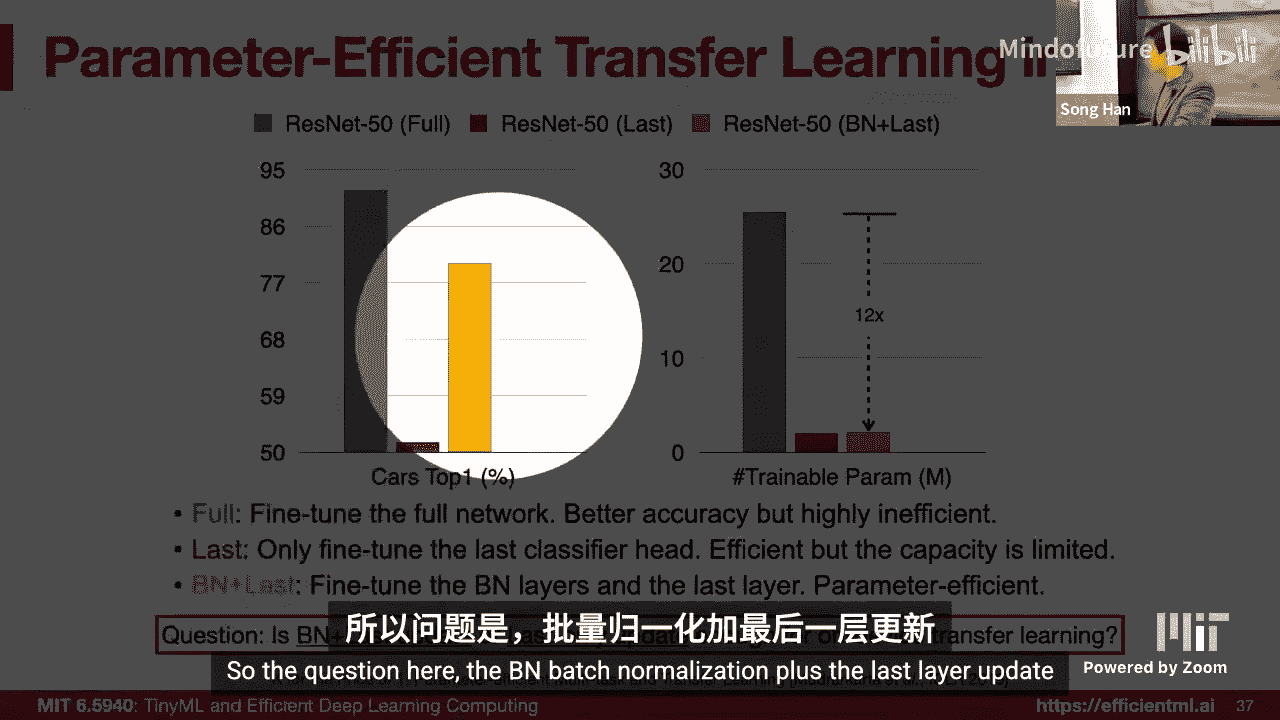 Parameter-Efficient Transfer Learning
Mindofuture bilibili
Song Han
ResNet-50 (Full) ResNet-50 (Last) ResNet-50 (BN+Last)
95
86
77
68
59
50
Cars Top1 (%)
30
20
10
0
12x
#Trainable Param (M)
• Full: Fine-tune the full network. Better accuracy but highly inefficient.
• Last: Only fine-tune the last classifier head. Efficient but the capacity is limited.
• BN+Last: Fine-tune the BN layers and the last layer. Parameter-efficient.
Question: Is transfer learning?
所以问题是，批量归一化加最后一层更新
So the question here, the BN batch normalization plus the last layer update
MiT
Powered by Zoom
MIT 6.5940: TinyML and Efficient Deep Learning Computing
https://efficientml.ai
37